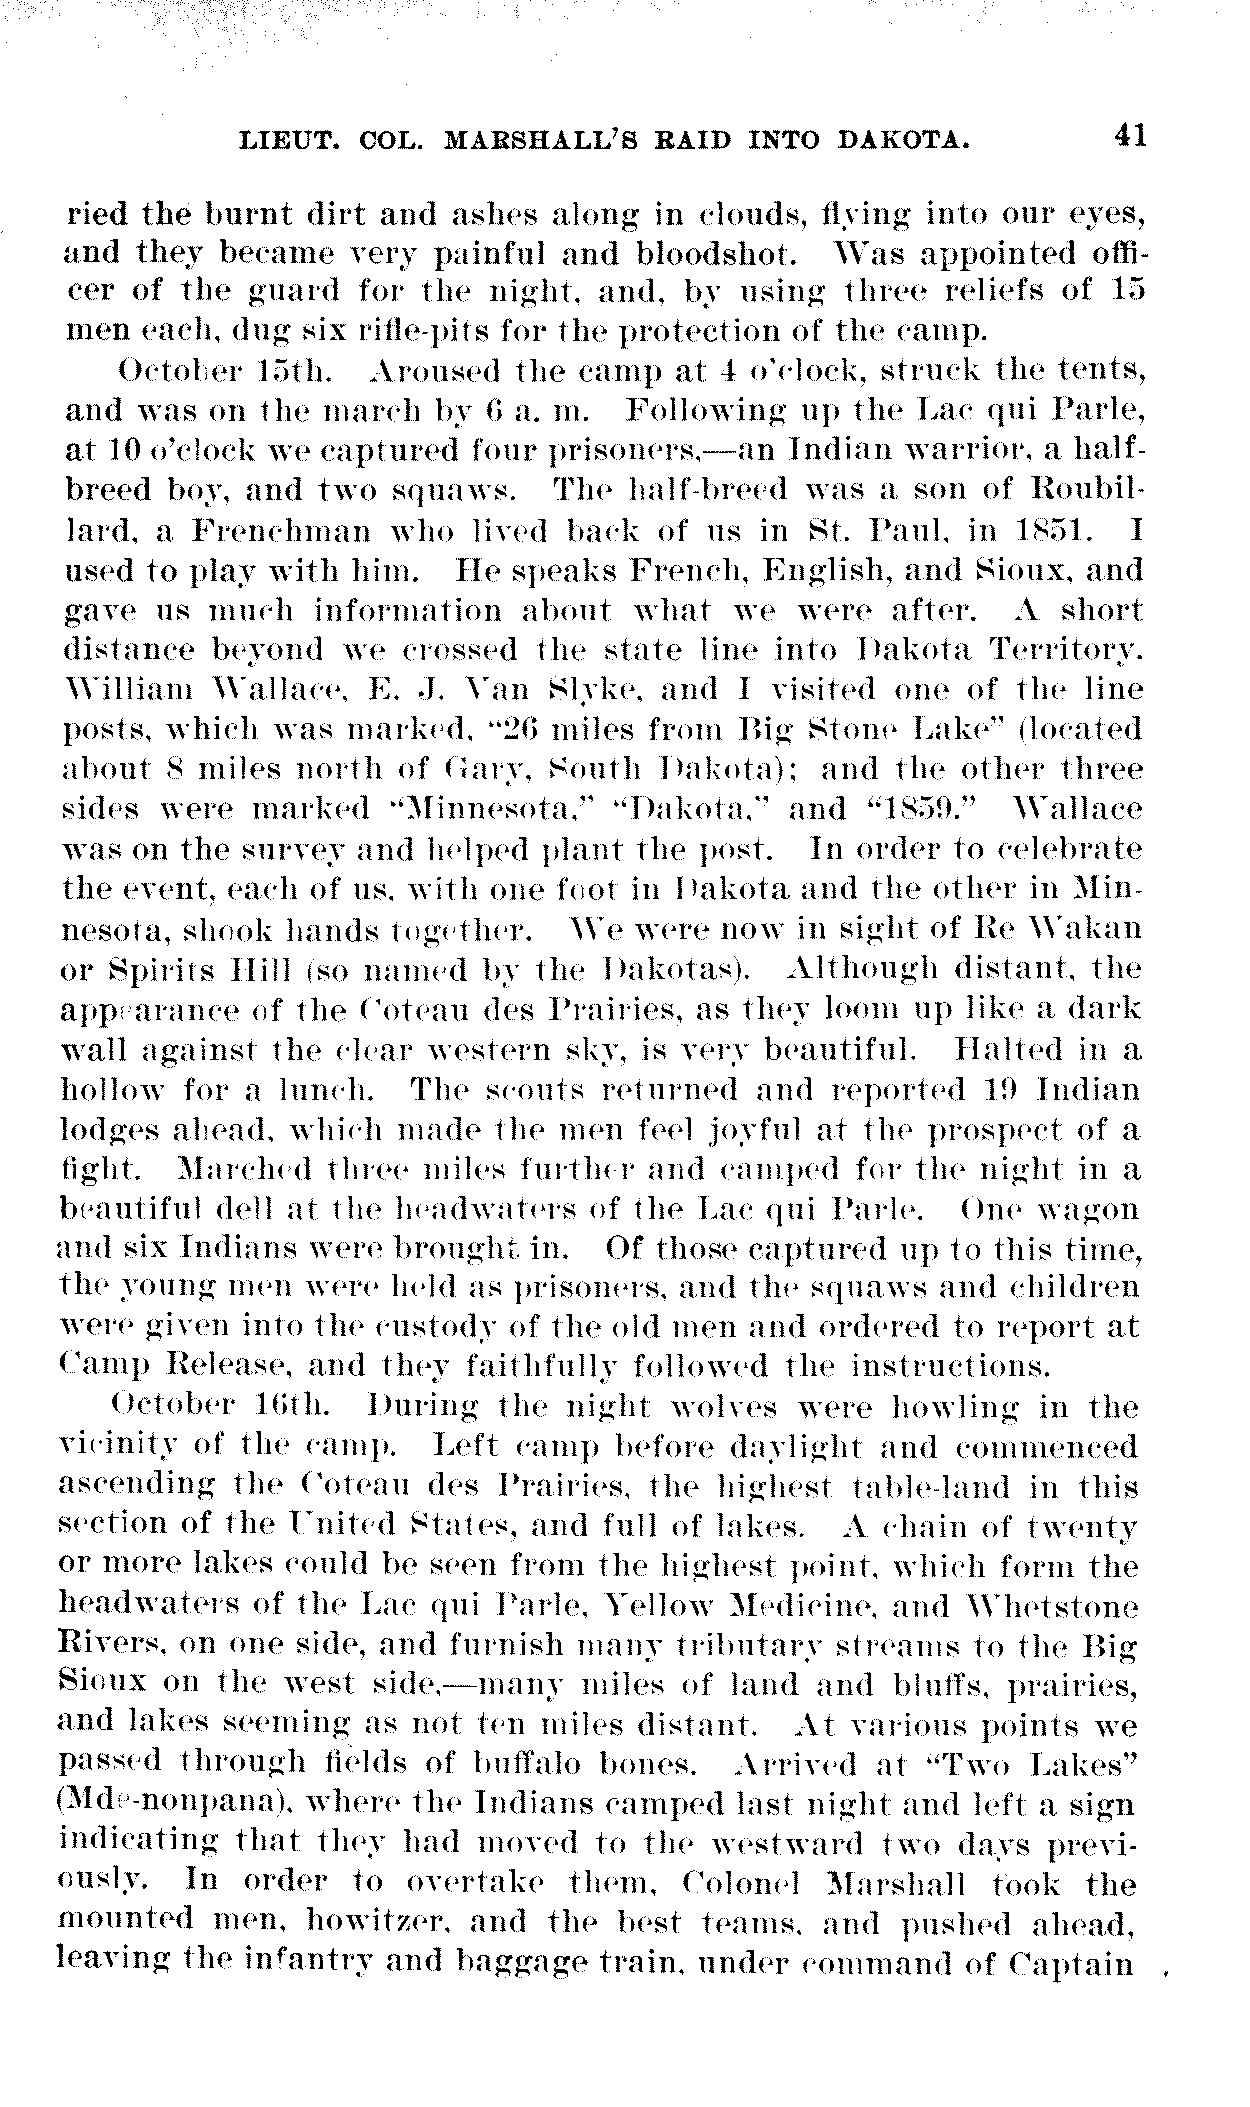 LIEUT. COL. MARSHALL'S RAID INTO DAKOTA. 41
ried the burnt dirt and ashes along in clouds, flying into our eyes,
and they became very painful and bloodshot. Was appointed offi-
cer of the guard for the night, and, by using three reliefs of 15
men each, dug six rifle-pits for the protection of the camp.
October 15th. Aroused the camp at 4 o'clock, struck the tents,
and was on the march by 6 a. m. Following up the Lac qui Parle,
at 10 o'clock we captured four prisoners,—an Indian warrior, a half-
breed boy, and two squaws. The half-breed was a son of Roubil-
lard, a Frenchman who lived back of us in St. Paul, in 1851. I
used to play with him. He speaks French, English, and Sioux, and
gave us much information about what we were after. A short
distance beyond we crossed the state line into Dakota Territory.
William Wallace, E. J. Van Slyke, and I visited one of the line
posts, which was marked, "26 miles from Big Stone Lake" (located
about 8 miles north of Gary, South Dakota); and the other three
sides were marked "Minnesota," "Dakota," and "1859." Wallace
was on the survey and helped plant the post. In order to celebrate
the event, each of us, with one foot in Dakota and the other in Min-
nesota, shook hands together. We were now in sight of Re Wakan
or Spirits Hill (so named by the Dakotas). Although distant, the
appearance of the Coteau des Prairies, as they loom up like a dark
wall against the clear western sky, is very beautiful. Halted in a
hollow for a lunch. The scouts returned and reported 19 Indian
lodges ahead, which made the men feel joyful at the prospect of a
fight. Marched three miles further and camped for the night in a
beautiful dell at the headwaters of the Lac qui Parle. One wagon
and six Indians were brought in. Of those captured up to this time,
the young men were held as prisoners, and the squaws and children
were given into the custody of the old men and ordered to report at
Camp Release, and they faithfully followed the instructions.
October 16th. During the night wolves were howling in the
vicinity of the camp. Left camp before daylight and commenced
ascending the Coteau des Prairies, the highest table-land in this
section of the United States, and full of lakes. A chain of twenty
or more lakes could be seen from the highest point, which form the
headwaters of the Lac qui Parle, Yellow Medicine, and Whetstone
Rivers, on one side, and furnish many tributary streams to the Big
Sioux on the west side,—many miles of land and bluffs, prairies,
and lakes seeming as not ten miles distant. At various points we
passed through fields of buffalo bones. Arrived at "Two Lakes"
(Mde-nonpana), where the Indians camped last night and left a sign
indicating that they had moved to the westward two days previ-
ously. In order to overtake them, Colonel Marshall took the
mounted men, howitzer, and the best teams, and pushed ahead,
leaving the infantry and baggage train, under command of Captain